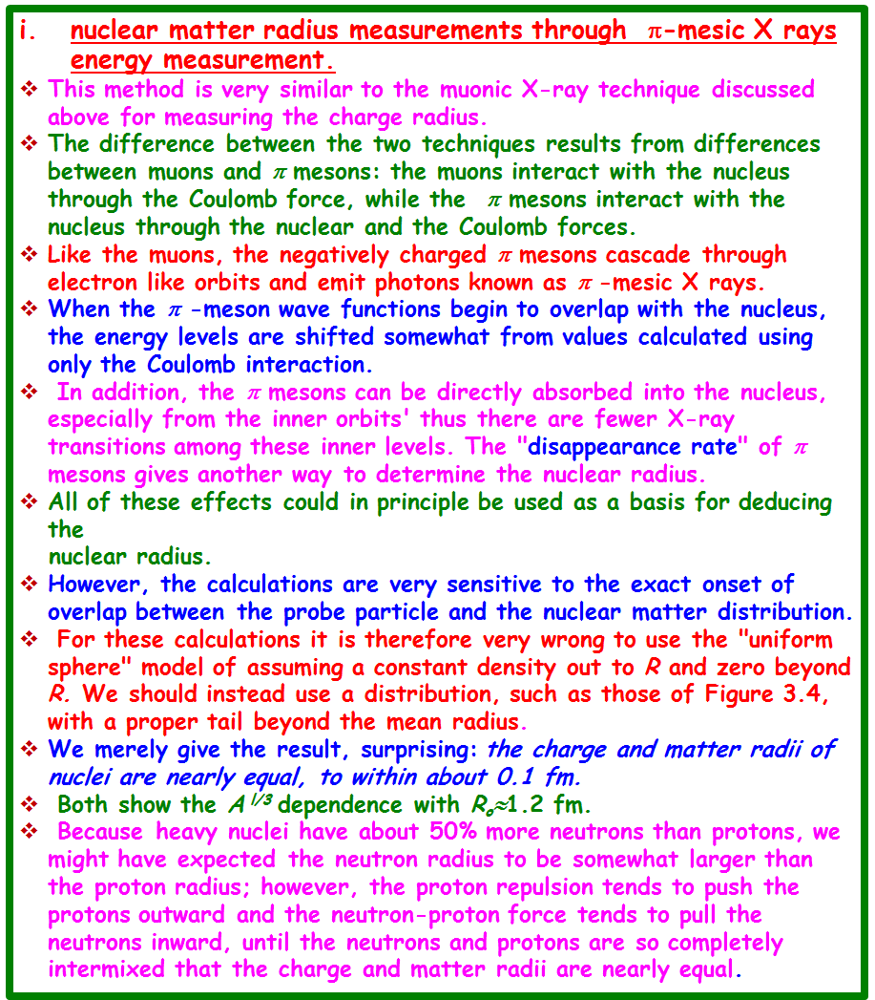 i. nuclear matter radius measurements through π-mesic X rays
energy measurement.
❖ This method is very similar to the muonic X-ray technique discussed
above for measuring the charge radius.
❖ The difference between the two techniques results from differences
between muons and π mesons: the muons interact with the nucleus
through the Coulomb force, while the π mesons interact with the
nucleus through the nuclear and the Coulomb forces.
❖ Like the muons, the negatively charged π mesons cascade through
electron like orbits and emit photons known as π -mesic X rays.
❖ When the π -meson wave functions begin to overlap with the nucleus,
the energy levels are shifted somewhat from values calculated using
only the Coulomb interaction.
❖ In addition, the π mesons can be directly absorbed into the nucleus,
especially from the inner orbits' thus there are fewer X-ray
transitions among these inner levels. The "disappearance rate" of π
mesons gives another way to determine the nuclear radius.
❖ All of these effects could in principle be used as a basis for deducing
the
nuclear radius.
❖ However, the calculations are very sensitive to the exact onset of
overlap between the probe particle and the nuclear matter distribution.
❖ For these calculations it is therefore very wrong to use the "uniform
sphere" model of assuming a constant density out to R and zero beyond
R. We should instead use a distribution, such as those of Figure 3.4,
with a proper tail beyond the mean radius.
❖ We merely give the result, surprising: the charge and matter radii of
nuclei are nearly equal, to within about 0.1 fm.
❖ Both show the A^1/3 dependence with R₀≈1.2 fm.
❖ Because heavy nuclei have about 50% more neutrons than protons, we
might have expected the neutron radius to be somewhat larger than
the proton radius; however, the proton repulsion tends to push the
protons outward and the neutron-proton force tends to pull the
neutrons inward, until the neutrons and protons are so completely
intermixed that the charge and matter radii are nearly equal.